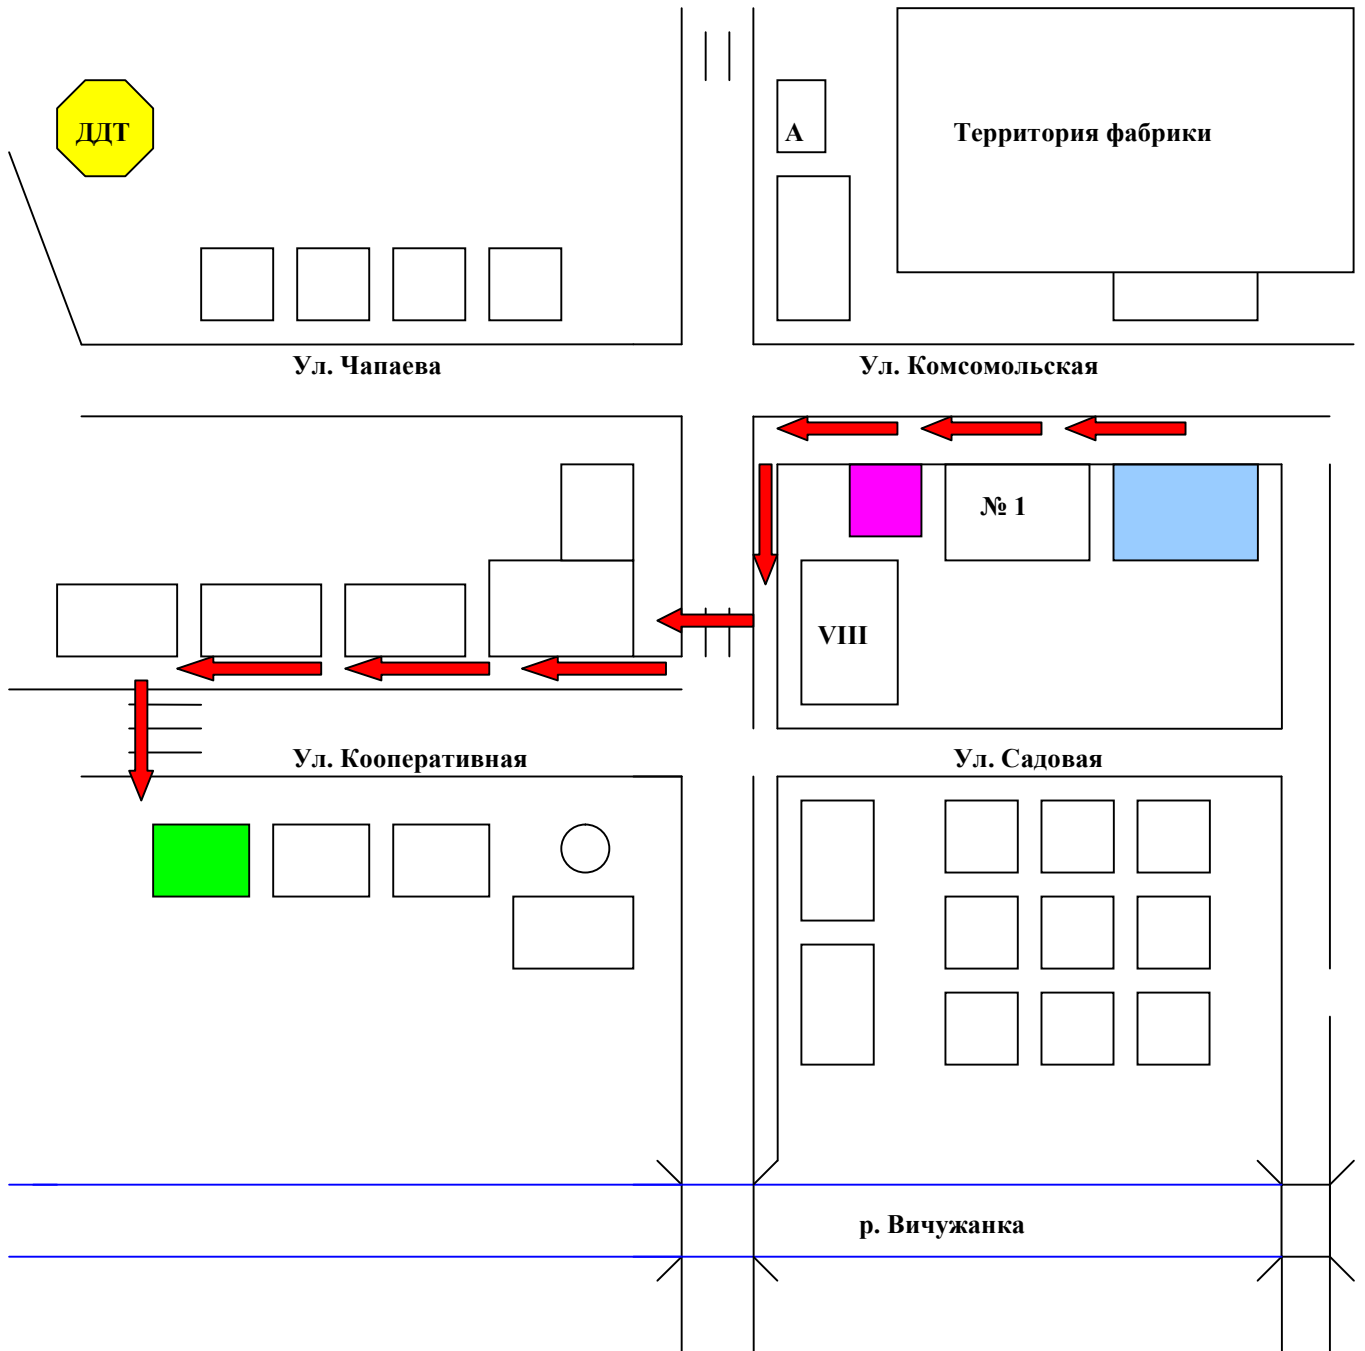 ДДТ
А
Территория фабрики
Ул. Чапаева
Ул. Комсомольская
№ 1
VIII
Ул. Кооперативная
Ул. Садовая
р. Вичужанка